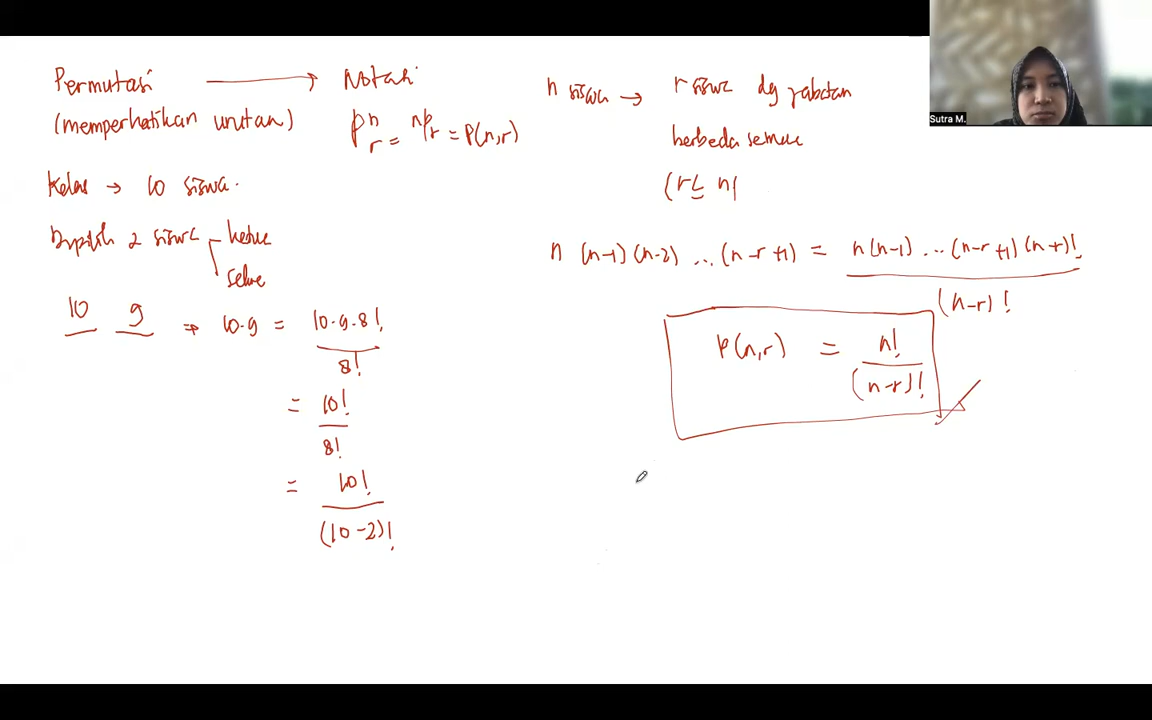 Permutasi → Notasi
(memperhatikan urutan) Pⁿᵣ = ⁿPᵣ = P(n,r)
Kelas → 10 siswa.
Dipilih 2 siswa
ketua
sekre
10 9 ⇒ 10·9 = 10·9·8! / 8!
= 10! / 8!
= 10! / (10-2)!
n siswa → r siswa dg jabatan
berbeda semua
(r ≤ n)
n (n-1) (n-2) ... (n-r+1) = n(n-1) ... (n-r+1) (n-r)! / (n-r)!
P(n,r) = n! / (n-r)!
Sutra M.